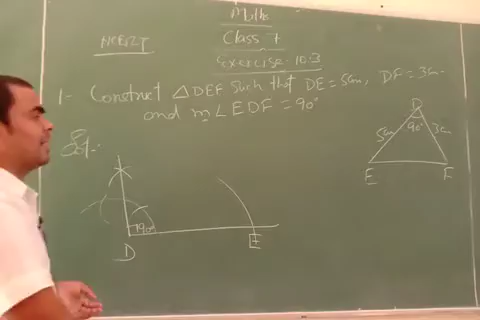 Maths
NCERT
Class 7
Exercise 10.3
1- Construct △DEF such that DE = 5cm, DF = 3cm
and m∠EDF = 90°
Sol:-
D
5cm
90°
3cm
E
F
90°
D
E